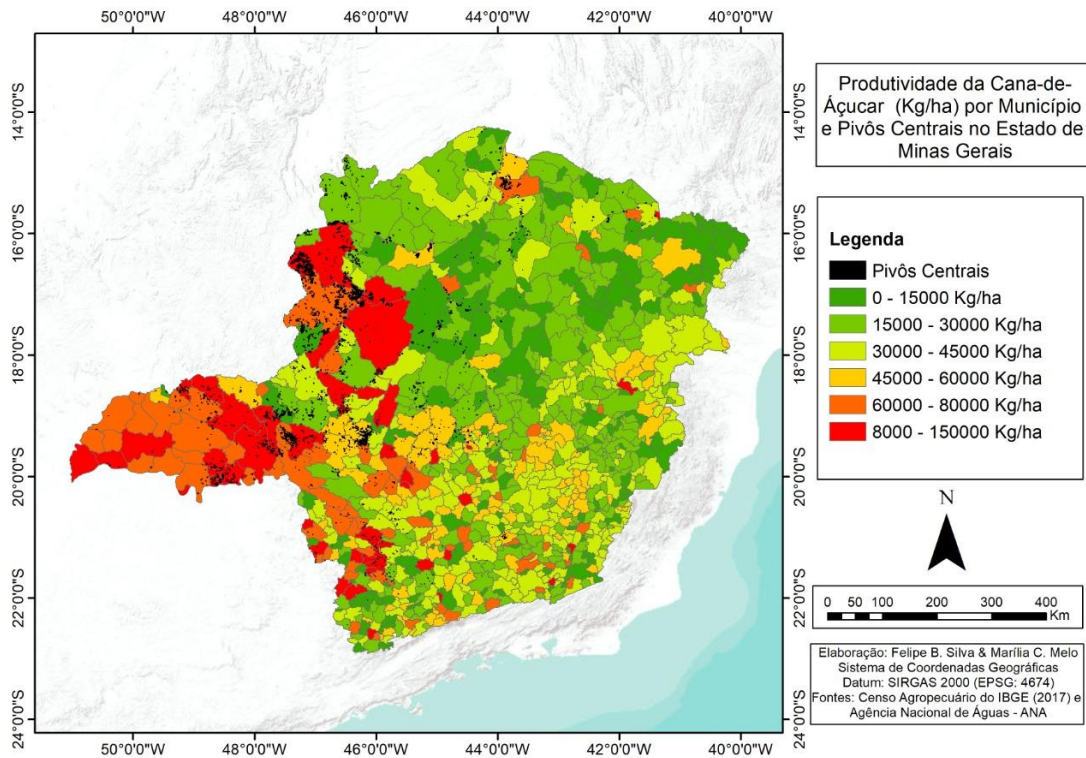 50°0'0"W 48°0'0"W 46°0'0"W 44°0'0"W 42°0'0"W 40°0'0"W
14°0'0"S
16°0'0"S
18°0'0"S
20°0'0"S
22°0'0"S
24°0'0"S
14°0'0"S
16°0'0"S
18°0'0"S
20°0'0"S
22°0'0"S
24°0'0"S
50°0'0"W 48°0'0"W 46°0'0"W 44°0'0"W 42°0'0"W 40°0'0"W
Produtividade da Cana-de-
Áçucar (Kg/ha) por Município
e Pivôs Centrais no Estado de
Minas Gerais
Legenda
Pivôs Centrais
0 - 15000 Kg/ha
15000 - 30000 Kg/ha
30000 - 45000 Kg/ha
45000 - 60000 Kg/ha
60000 - 80000 Kg/ha
8000 - 150000 Kg/ha
N
0 50 100 200 300 400
Km
Elaboração: Felipe B. Silva & Marília C. Melo
Sistema de Coordenadas Geográficas
Datum: SIRGAS 2000 (EPSG: 4674)
Fontes: Censo Agropecuário do IBGE (2017) e
Agência Nacional de Águas - ANA